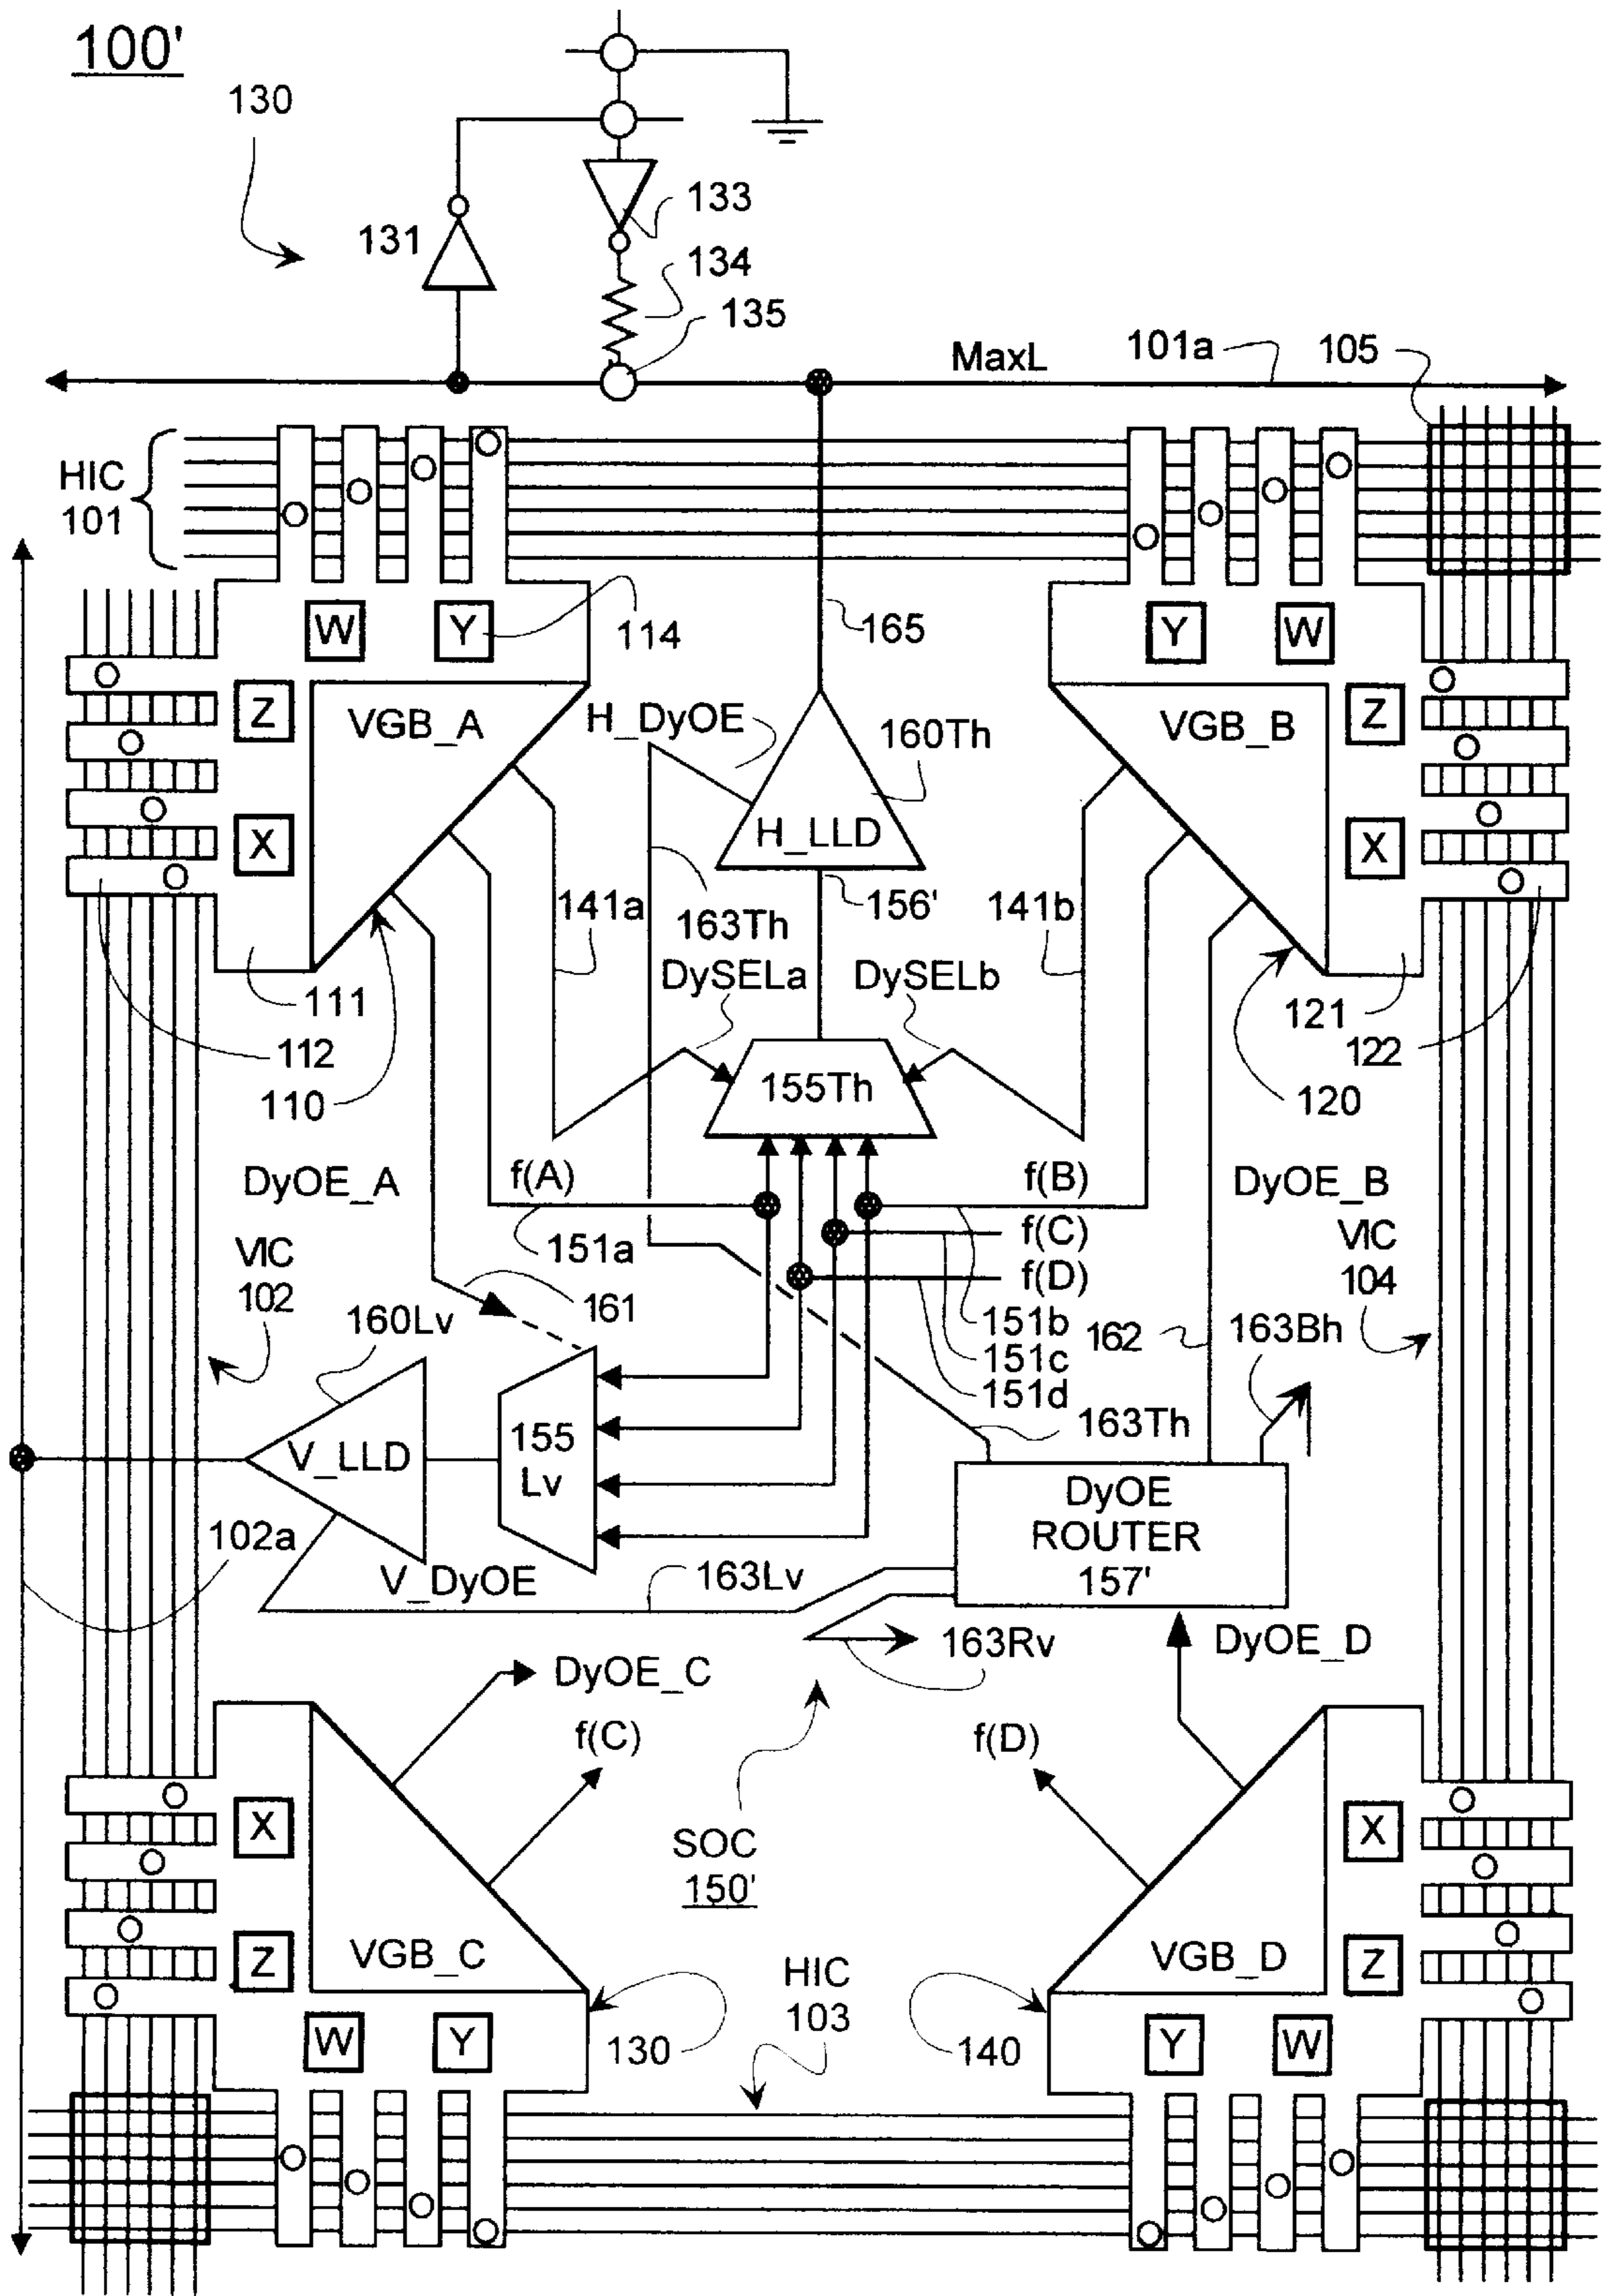 100'
130
131
133
134
135
MaxL
101a
105
HIC
101
W
Y
114
165
Y
W
Z
VGB_A
H_DyOE
160Th
VGB_B
Z
X
H_LLD
X
141a
163Th
156'
141b
DySELa
DySELb
111
121
112
122
110
155Th
120
DyOE_A
f(A)
f(B)
DyOE_B
151a
f(C)
VIC
102
f(D)
VIC
104
161
151b
160Lv
162
163Bh
151c
151d
163Th
V_LLD
155
Lv
DyOE
ROUTER
157'
102a
V_DyOE
163Lv
163Rv
DyOE_D
DyOE_C
f(C)
f(D)
X
X
SOC
150'
Z
VGB_C
VGB_D
Z
HIC
103
W
Y
130
140
Y
W